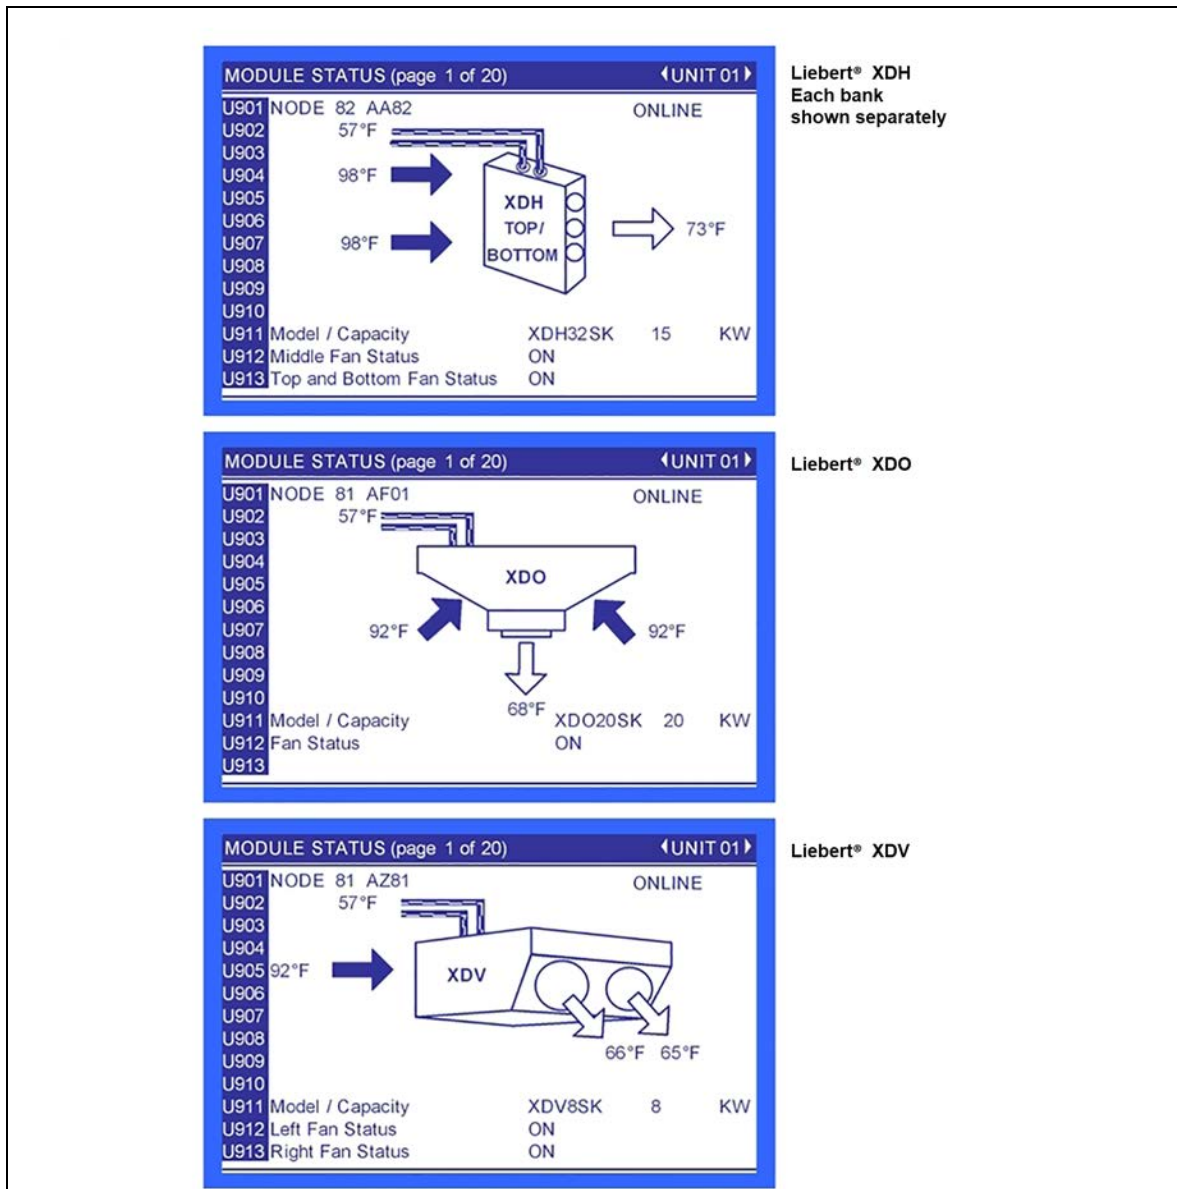 MODULE STATUS (page 1 of 20) UNIT 01
Liebert® XDH
Each bank
shown separately
U901 NODE 82 AA82 ONLINE
U902 57°F
U903
U904 98°F
U905 XDH
U906 TOP/ 73°F
U907 98°F BOTTOM
U908
U909
U910
U911 Model / Capacity XDH32SK 15 KW
U912 Middle Fan Status ON
U913 Top and Bottom Fan Status ON
MODULE STATUS (page 1 of 20) UNIT 01
Liebert® XDO
U901 NODE 81 AF01 ONLINE
U902 57°F
U903
U904
U905 XDO
U906
U907 92°F 92°F
U908
U909
U910 68°F
U911 Model / Capacity XDO20SK 20 KW
U912 Fan Status ON
U913
MODULE STATUS (page 1 of 20) UNIT 01
Liebert® XDV
U901 NODE 81 AZ81 ONLINE
U902 57°F
U903
U904
U905 92°F XDV
U906
U907
U908
U909 66°F 65°F
U910
U911 Model / Capacity XDV8SK 8 KW
U912 Left Fan Status ON
U913 Right Fan Status ON